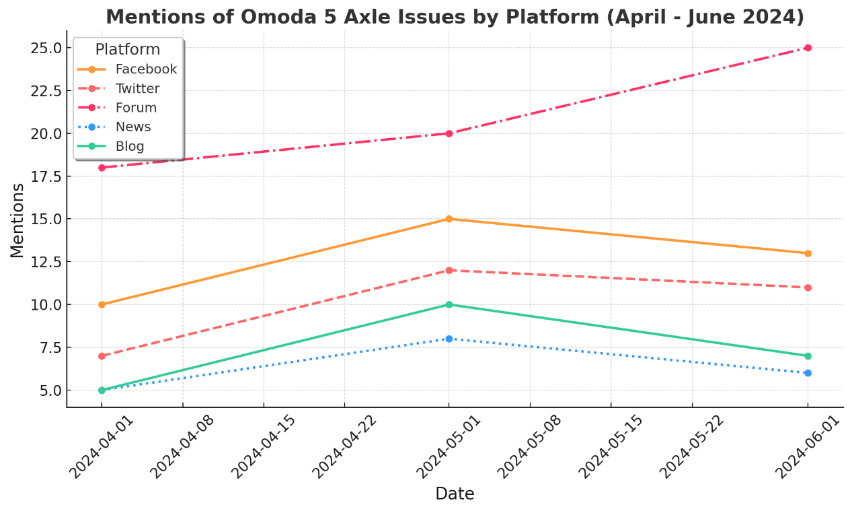 Mentions of Omoda 5 Axle Issues by Platform (April - June 2024)
Platform
Facebook
Twitter
Forum
News
Blog
Mentions
25.0
22.5
20.0
17.5
15.0
12.5
10.0
7.5
5.0
2024-04-01
2024-04-08
2024-04-15
2024-04-22
2024-05-01
2024-05-08
2024-05-15
2024-05-22
2024-06-01
Date